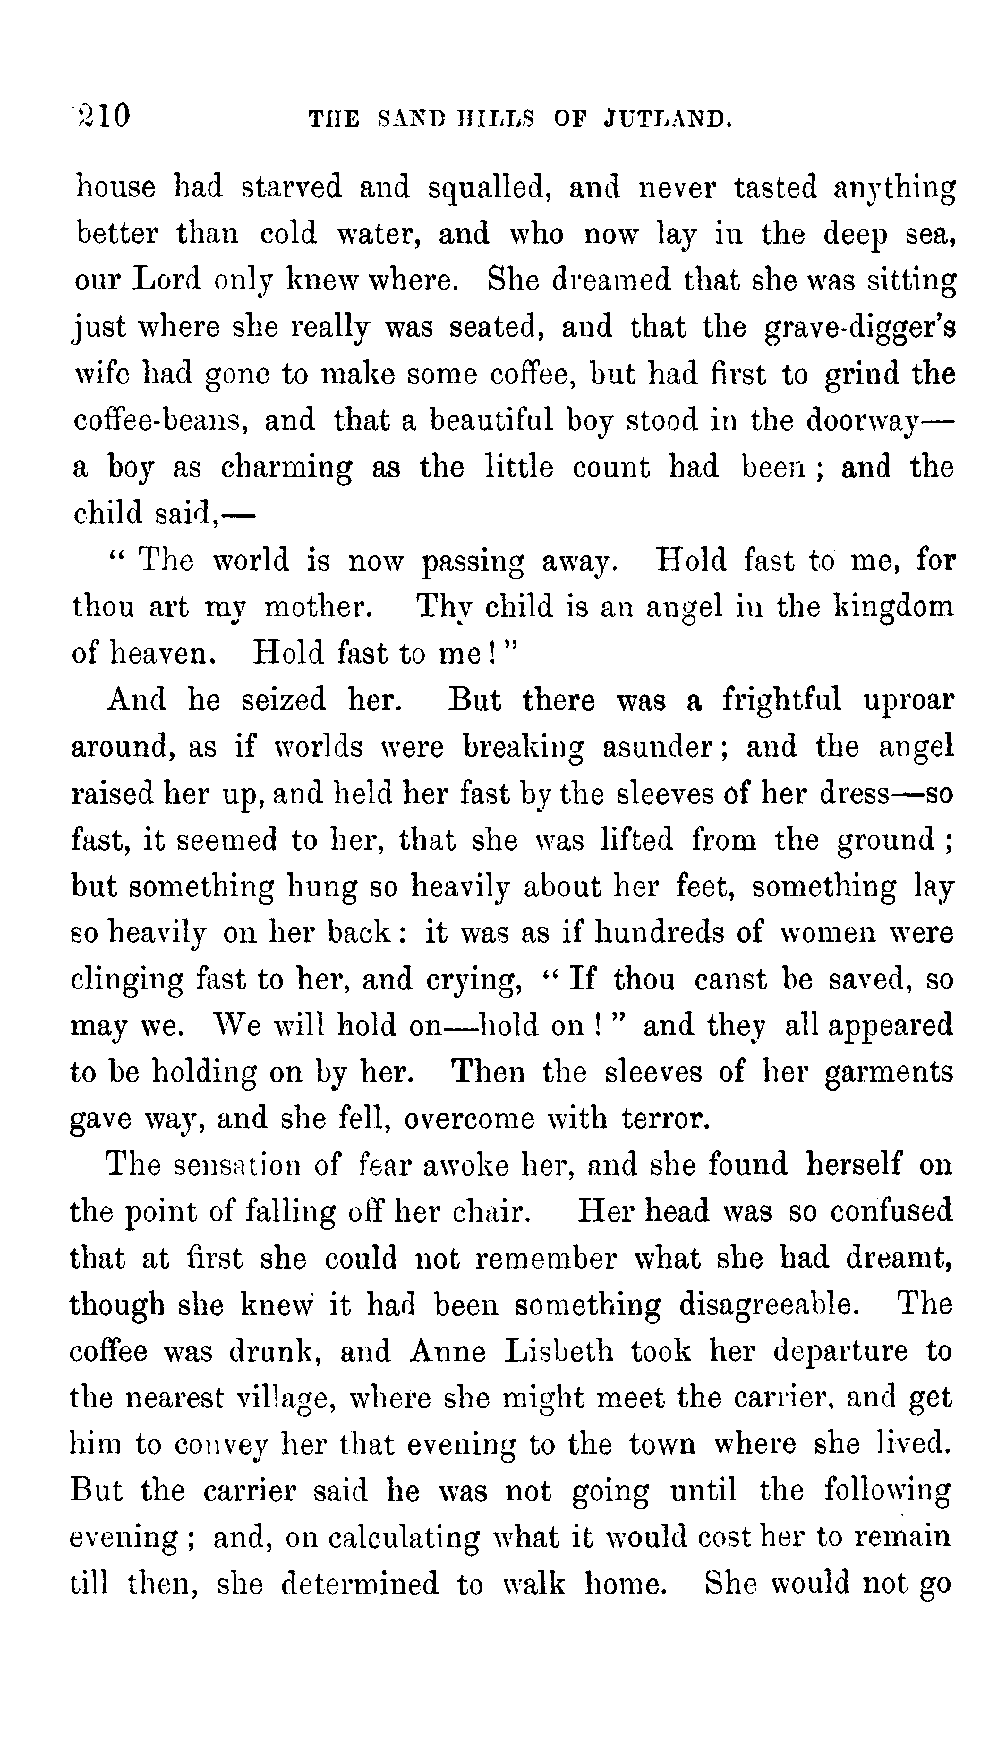 210 THE SAND HILLS OF JUTLAND.
house had starved and squalled, and never tasted anything
better than cold water, and who now lay in the deep sea,
our Lord only knew where. She dreamed that she was sitting
just where she really was seated, and that the grave-digger's
wife had gone to make some coffee, but had first to grind the
coffee-beans, and that a beautiful boy stood in the doorway—
a boy as charming as the little count had been; and the
child said,—
"The world is now passing away. Hold fast to me, for
thou art my mother. Thy child is an angel in the kingdom
of heaven. Hold fast to me!"
And he seized her. But there was a frightful uproar
around, as if worlds were breaking asunder; and the angel
raised her up, and held her fast by the sleeves of her dress—so
fast, it seemed to her, that she was lifted from the ground;
but something hung so heavily about her feet, something lay
so heavily on her back: it was as if hundreds of women were
clinging fast to her, and crying, "If thou canst be saved, so
may we. We will hold on—hold on!" and they all appeared
to be holding on by her. Then the sleeves of her garments
gave way, and she fell, overcome with terror.
The sensation of fear awoke her, and she found herself on
the point of falling off her chair. Her head was so confused
that at first she could not remember what she had dreamt,
though she knew it had been something disagreeable. The
coffee was drunk, and Anne Lisbeth took her departure to
the nearest village, where she might meet the carrier, and get
him to convey her that evening to the town where she lived.
But the carrier said he was not going until the following
evening; and, on calculating what it would cost her to remain
till then, she determined to walk home. She would not go